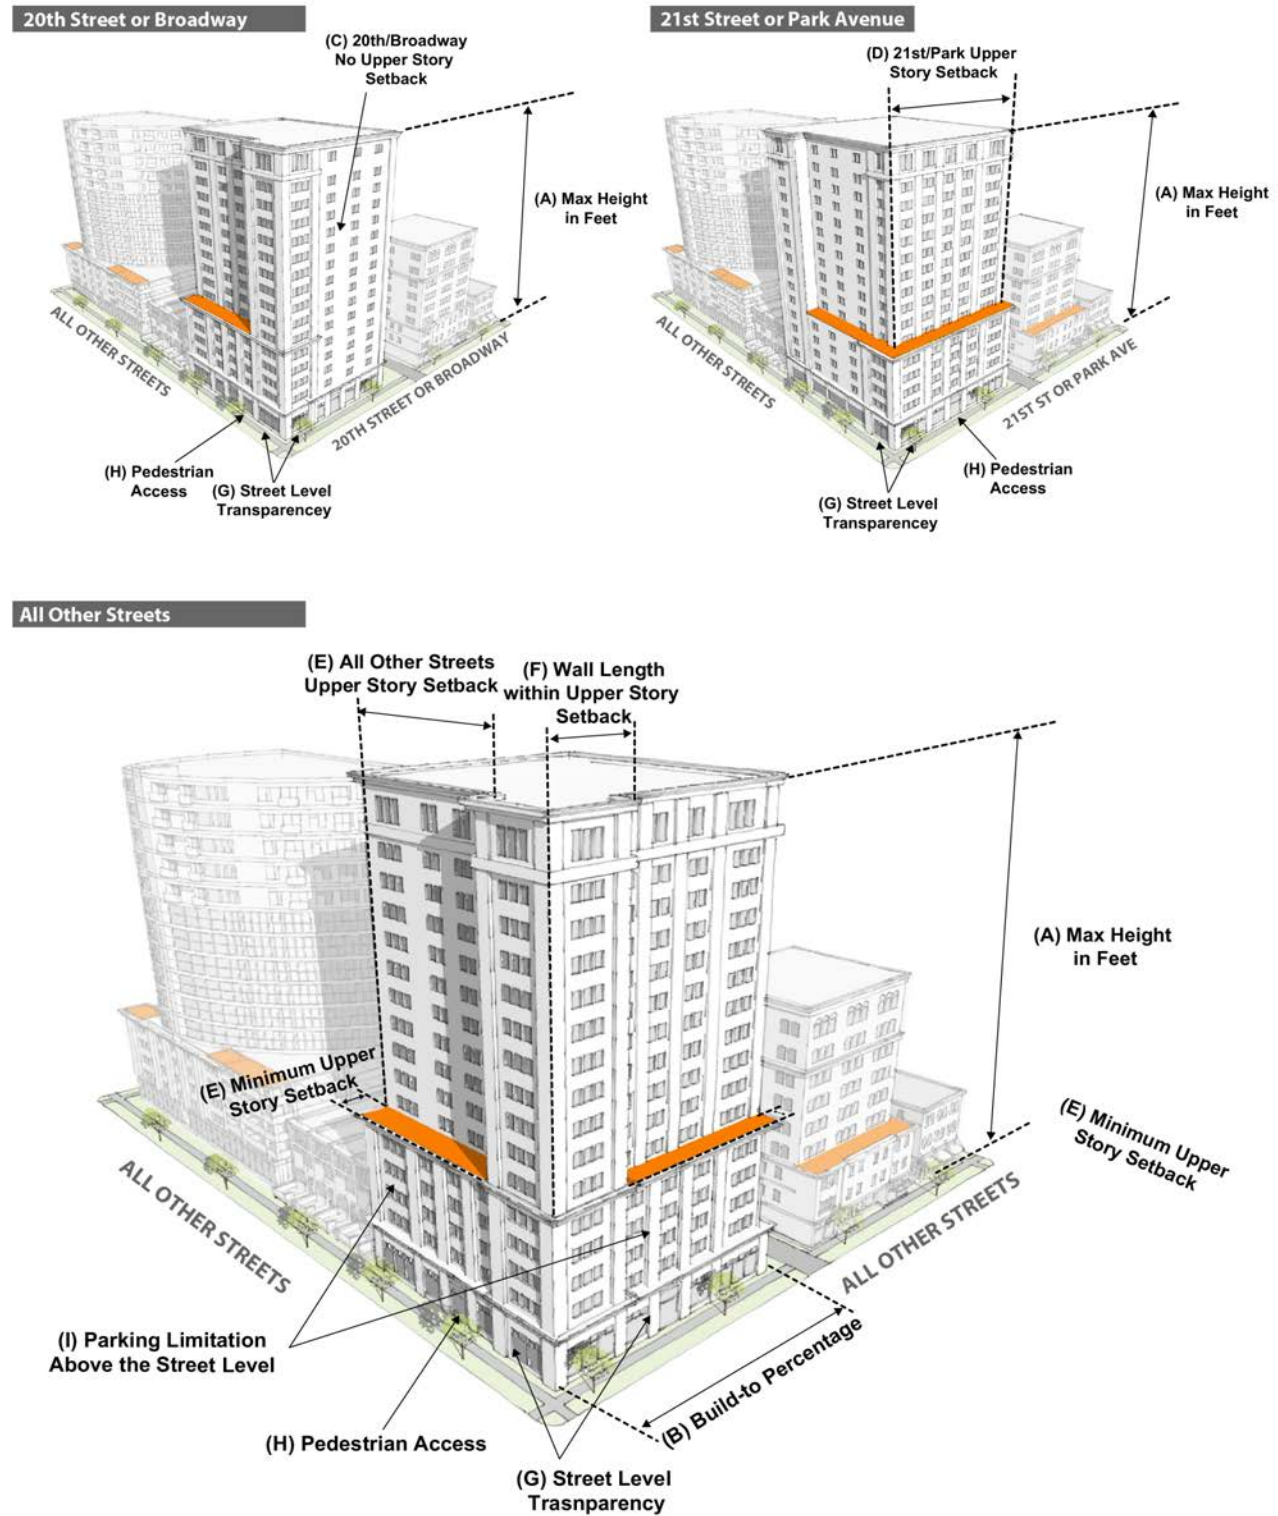 20th Street or Broadway
(C) 20th/Broadway
No Upper Story
Setback
(A) Max Height
in Feet
ALL OTHER STREETS
20TH STREET OR BROADWAY
(H) Pedestrian
Access
(G) Street Level
Transparencey
21st Street or Park Avenue
(D) 21st/Park Upper
Story Setback
(A) Max Height
in Feet
ALL OTHER STREETS
21ST ST OR PARK AVE
(H) Pedestrian
Access
(G) Street Level
Transparencey
All Other Streets
(E) All Other Streets
Upper Story Setback
(F) Wall Length
within Upper Story
Setback
(A) Max Height
in Feet
(E) Minimum Upper
Story Setback
(E) Minimum Upper
Story Setback
ALL OTHER STREETS
ALL OTHER STREETS
(I) Parking Limitation
Above the Street Level
(B) Build-to Percentage
(H) Pedestrian Access
(G) Street Level
Trasnparency